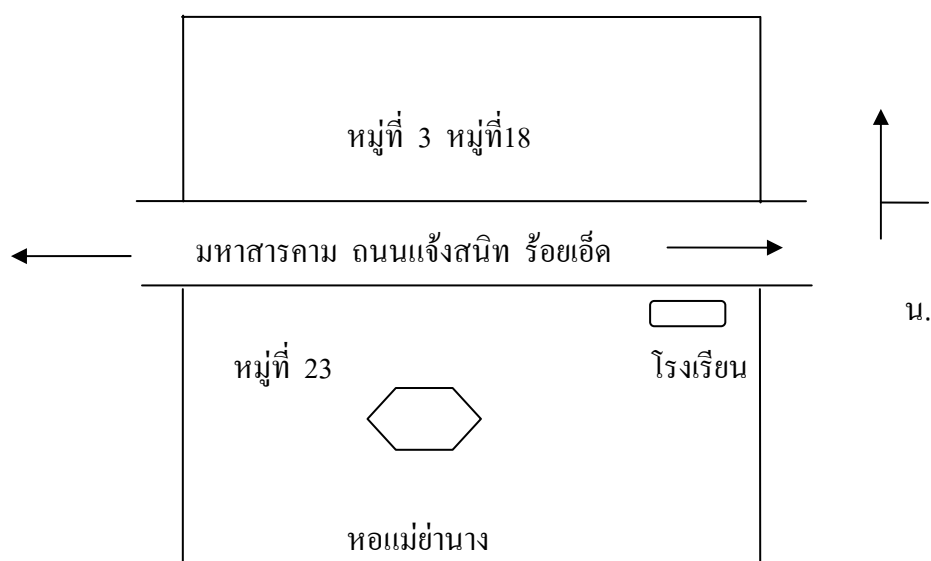 หมู่ที่ 3 หมู่ที่18
มหาสารคาม ถนนแจ้งสนิท ร้อยเอ็ด
น.
หมู่ที่ 23
โรงเรียน
หอแม่ย่านาง